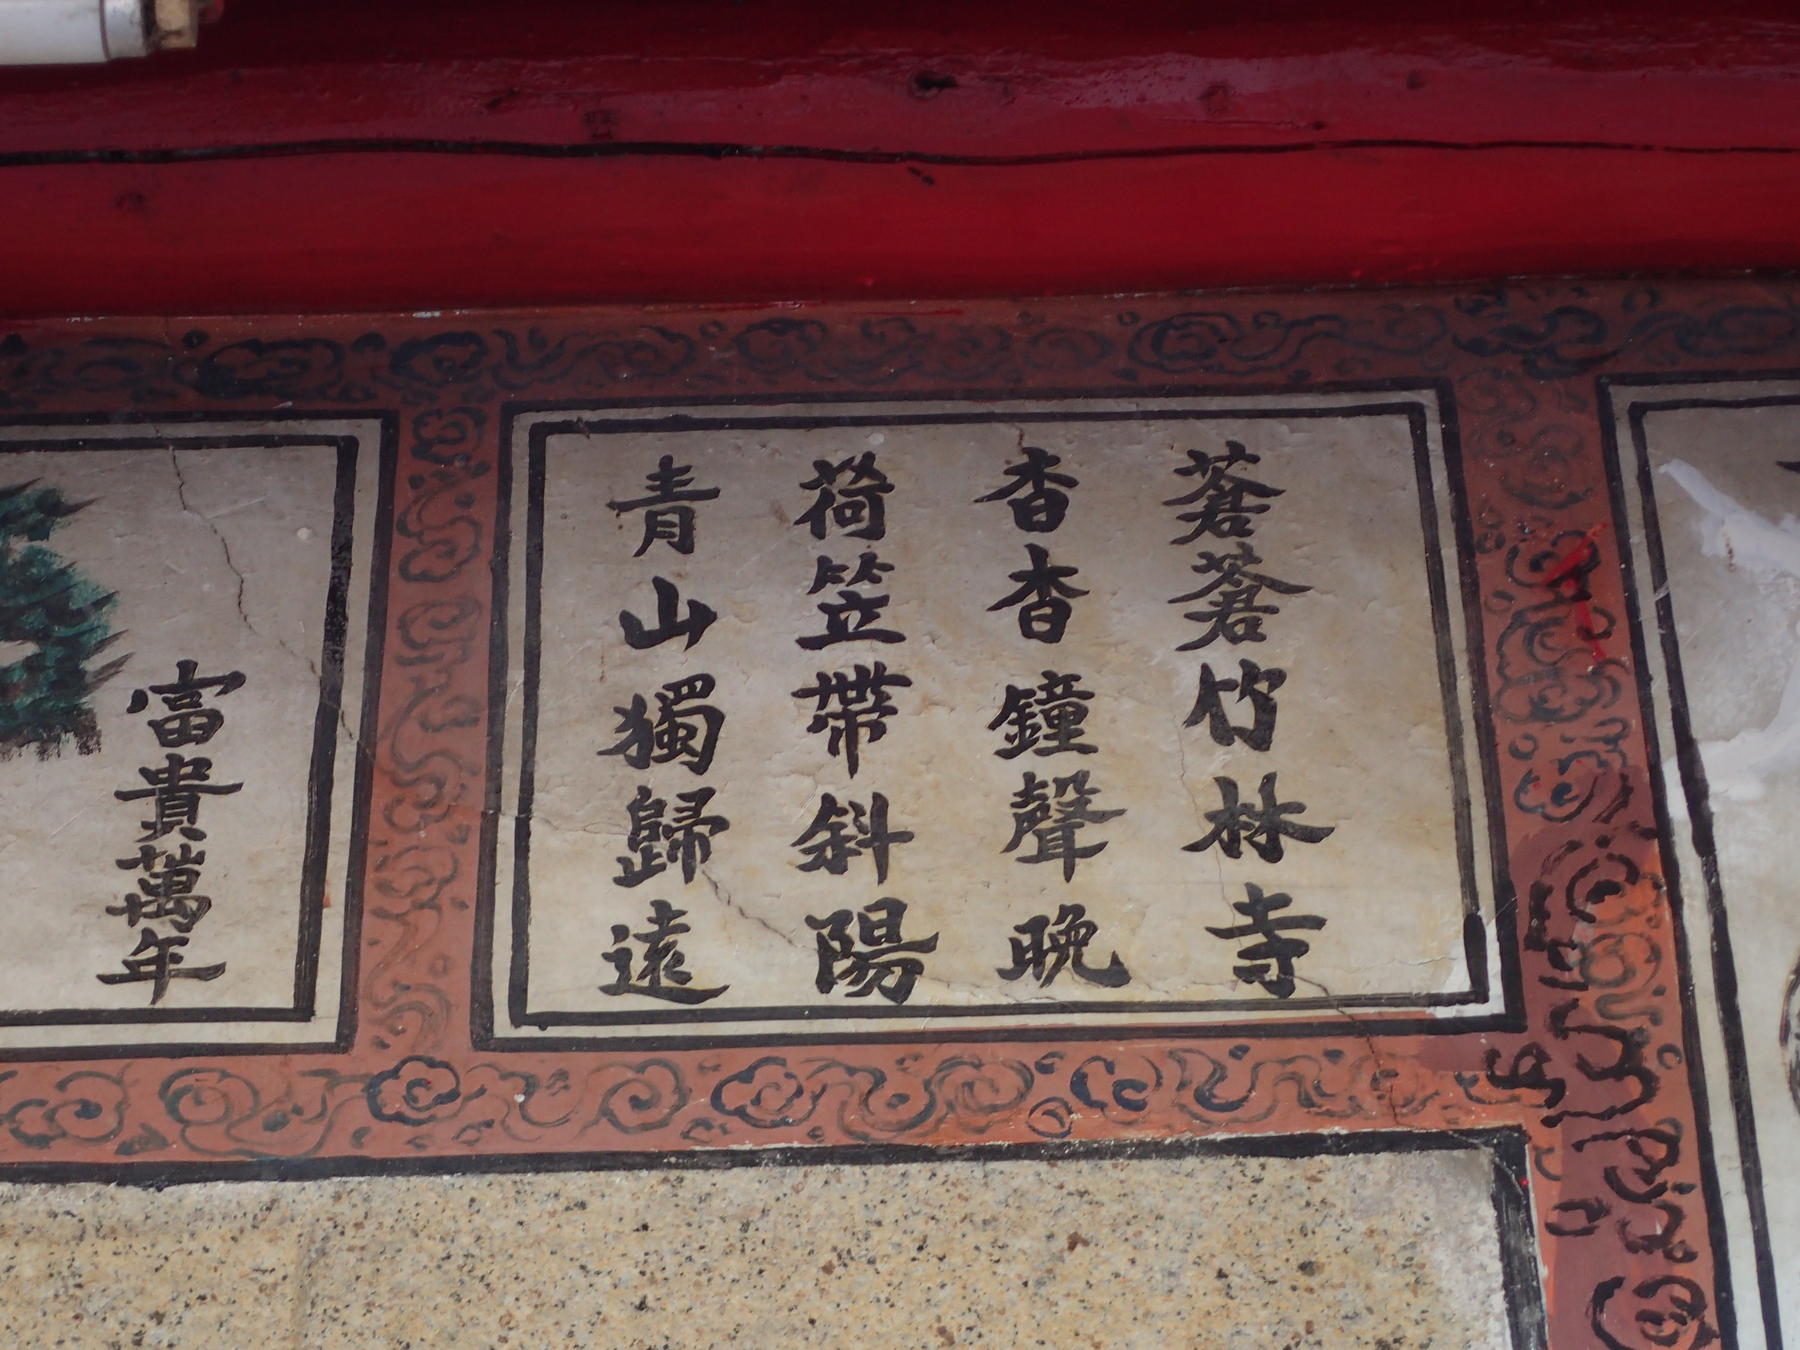 蒼蒼竹林寺
杳杳鐘聲晚
荷笠帶斜陽
青山獨歸遠
富貴萬年